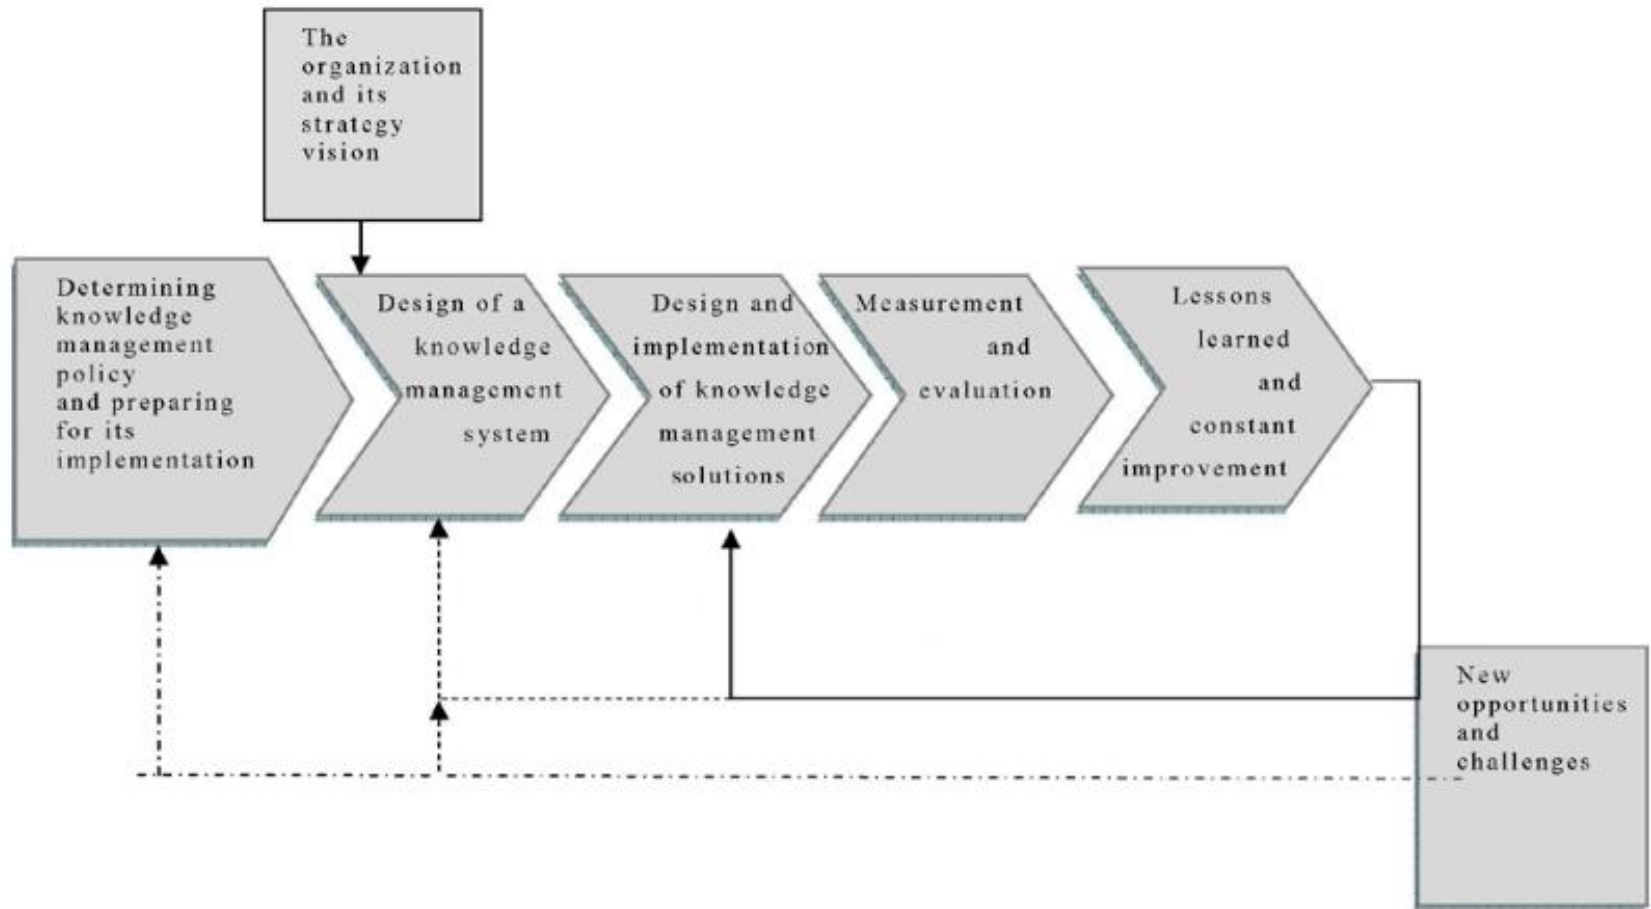 The
organization
and its
strategy
vision
Determining
knowledge
management
policy
and preparing
for its
implementation
Design of a
knowledge
management
system
Design and
implementation
of knowledge
management
solutions
Measurement
and
evaluation
Lessons
learned
and
constant
improvement
New
opportunities
and
challenges